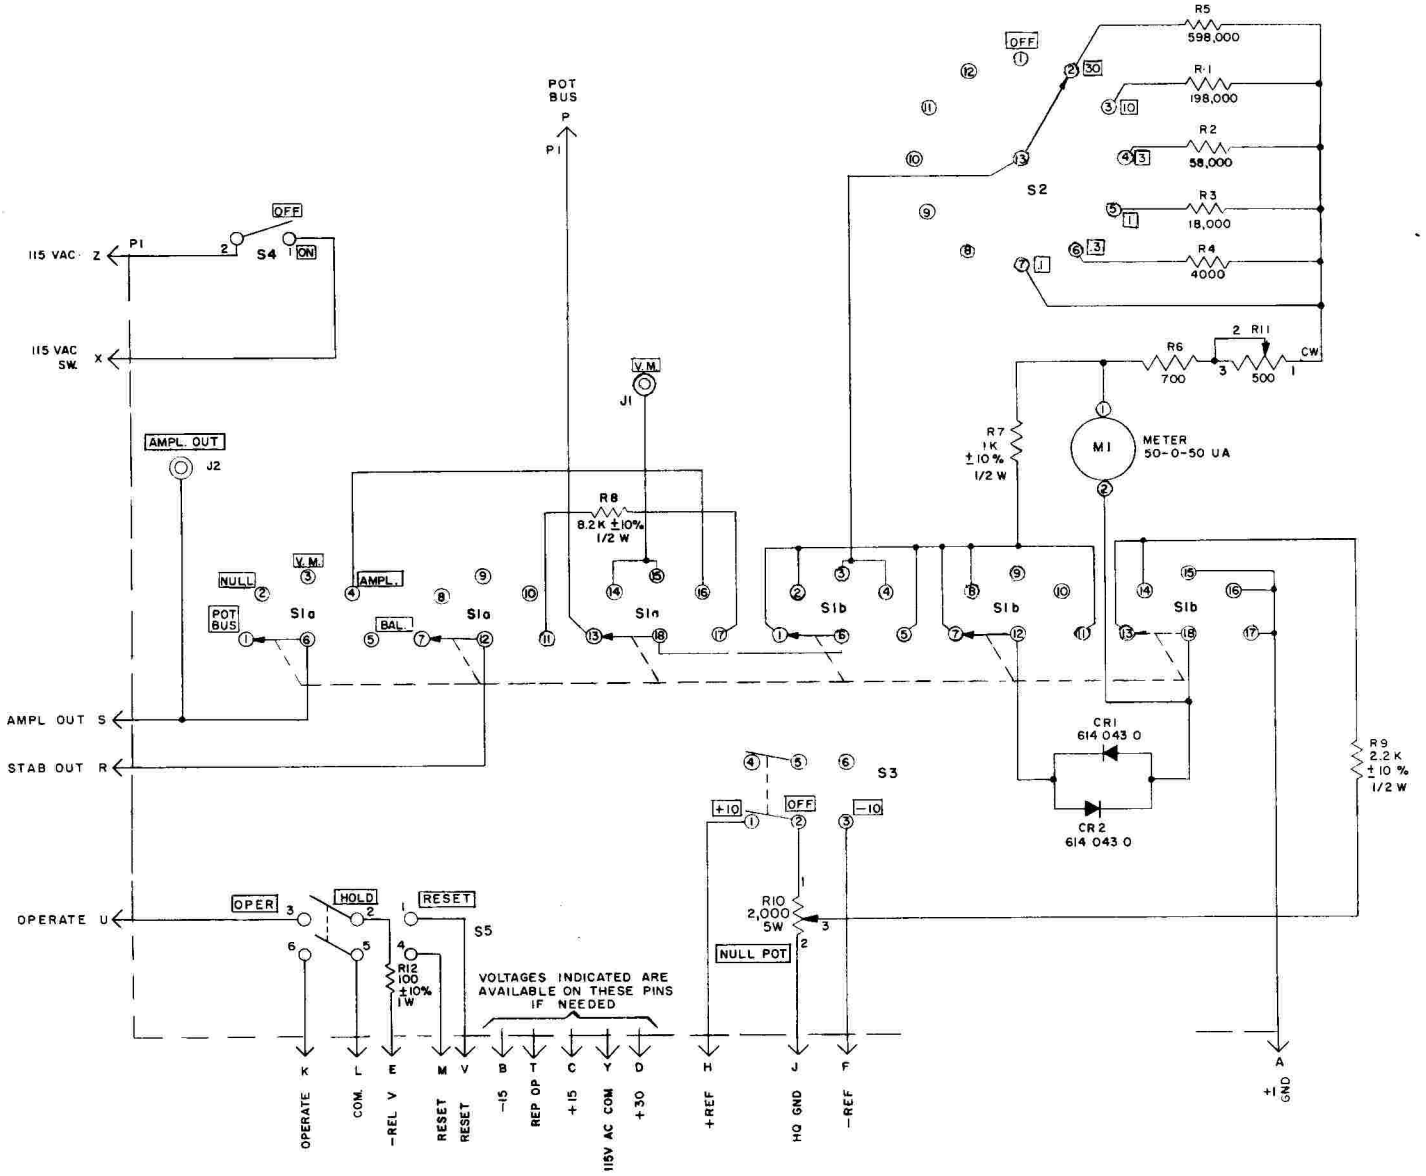 R5
598,000
OFF
1
12
2 30
R1
198,000
11
3 10
POT
BUS
P
P1
R2
58,000
10
13
4 3
S2
R3
18,000
9
5
1
8
6 .3
R4
4000
7 .1
OFF
P1
115 VAC Z
2 S4 1 ON
115 VAC X
SW.
2 R11
CW
R6
700
3 500 1
V.M.
J1
1
R7
1K
±10%
1/2 W
M1
METER
50-0-50 UA
2
AMPL. OUT
J2
R8
8.2K ±10%
1/2 W
V.M.
NULL 2 3 4 AMPL.
S1a
POT
BUS
1 6 5
BAL.
8 9 10
S1a
7 12 11
14 15 16
S1a
13 18 17
2 3 4
S1b
1 6 5
8 9 10
S1b
7 12 11
14 15 16
S1b
13 18 17
AMPL OUT S
STAB OUT R
CR1
614 043 0
CR2
614 043 0
R9
2.2K
±10%
1/2 W
4 5 6 S3
+10 OFF -10
1 2 3
1
R10
2,000
5W
3
2
NULL POT
OPER HOLD RESET
OPERATE U
3 2 1
S5
6 5 4
R12
100
±10%
1W
VOLTAGES INDICATED ARE
AVAILABLE ON THESE PINS
IF NEEDED
K L E M V B T C Y D H J F A
OPERATE
COM.
-REL V
RESET
RESET
-15
REP OP
+15
115V AC COM
+30
+REF
HQ GND
-REF
±1
GND